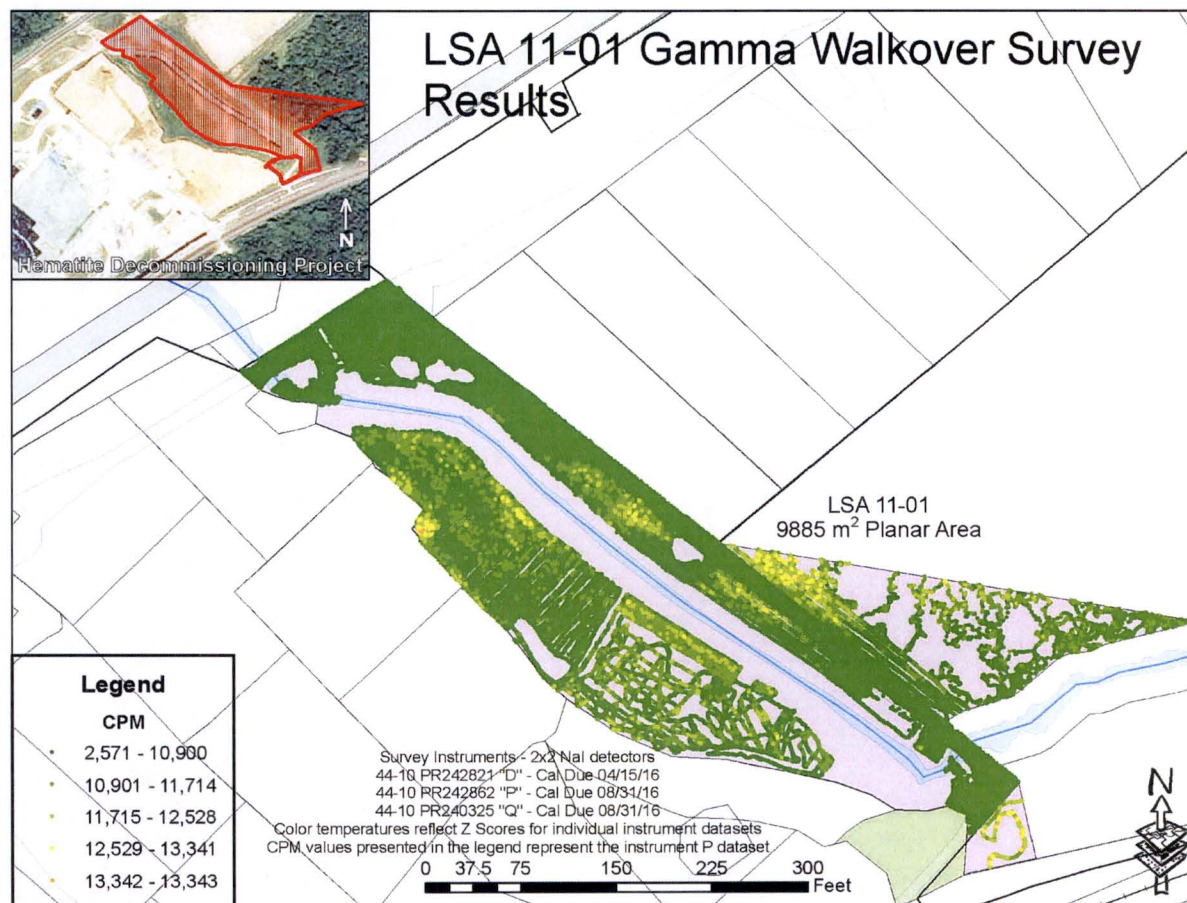 LSA 11-01 Gamma Walkover Survey
Results
N
Hematite Decommissioning Project
LSA 11-01
9885 m² Planar Area
Legend
CPM
2,571 - 10,900
10,901 - 11,714
11,715 - 12,528
12,529 - 13,341
13,342 - 13,343
Survey Instruments - 2x2 NaI detectors
44-10 PR242821 "D" - Cal Due 04/15/16
44-10 PR242862 "P" - Cal Due 08/31/16
44-10 PR240325 "Q" - Cal Due 08/31/16
Color temperatures reflect Z Scores for individual instrument datasets
CPM values presented in the legend represent the instrument P dataset
0 37.5 75 150 225 300
Feet
N